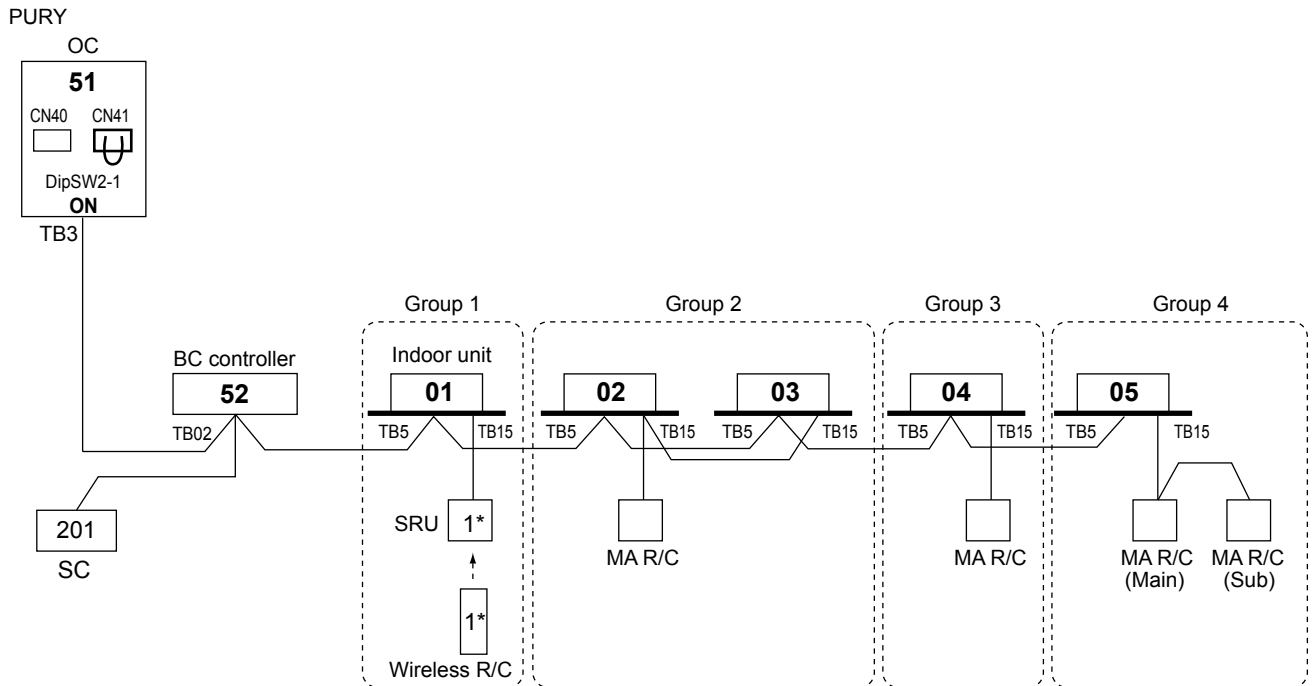 PURY
OC
51
CN40 CN41
DipSW2-1
ON
TB3
Group 1 Group 2 Group 3 Group 4
BC controller Indoor unit
52 01 02 03 04 05
TB02 TB5 TB15 TB5 TB15 TB5 TB15 TB5 TB15 TB5 TB15
201 SRU 1*
SC MA R/C MA R/C MA R/C MA R/C
(Main) (Sub)
1*
Wireless R/C